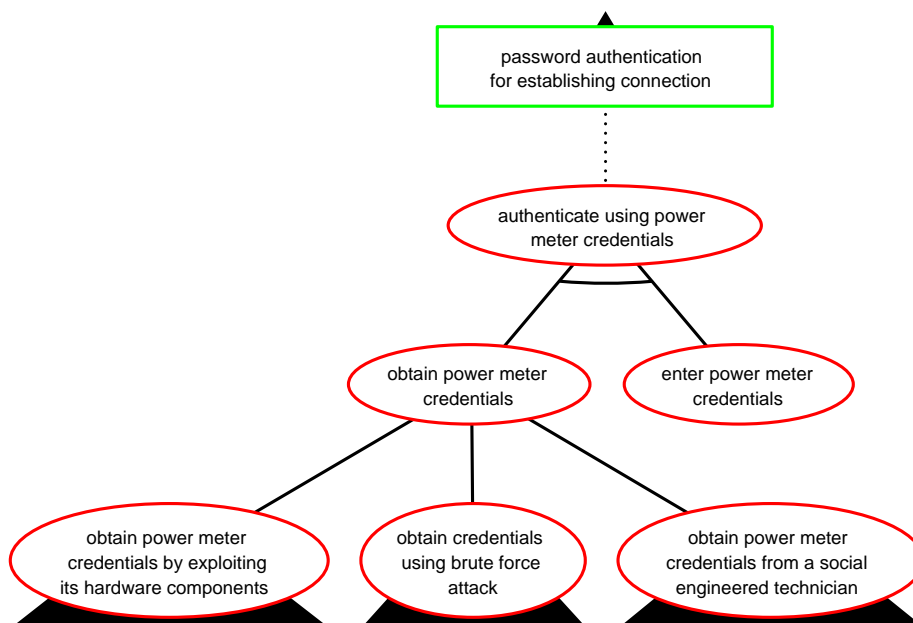 password authentication
for establishing connection
authenticate using power
meter credentials
obtain power meter
credentials
enter power meter
credentials
obtain power meter
credentials by exploiting
its hardware components
obtain credentials
using brute force
attack
obtain power meter
credentials from a social
engineered technician